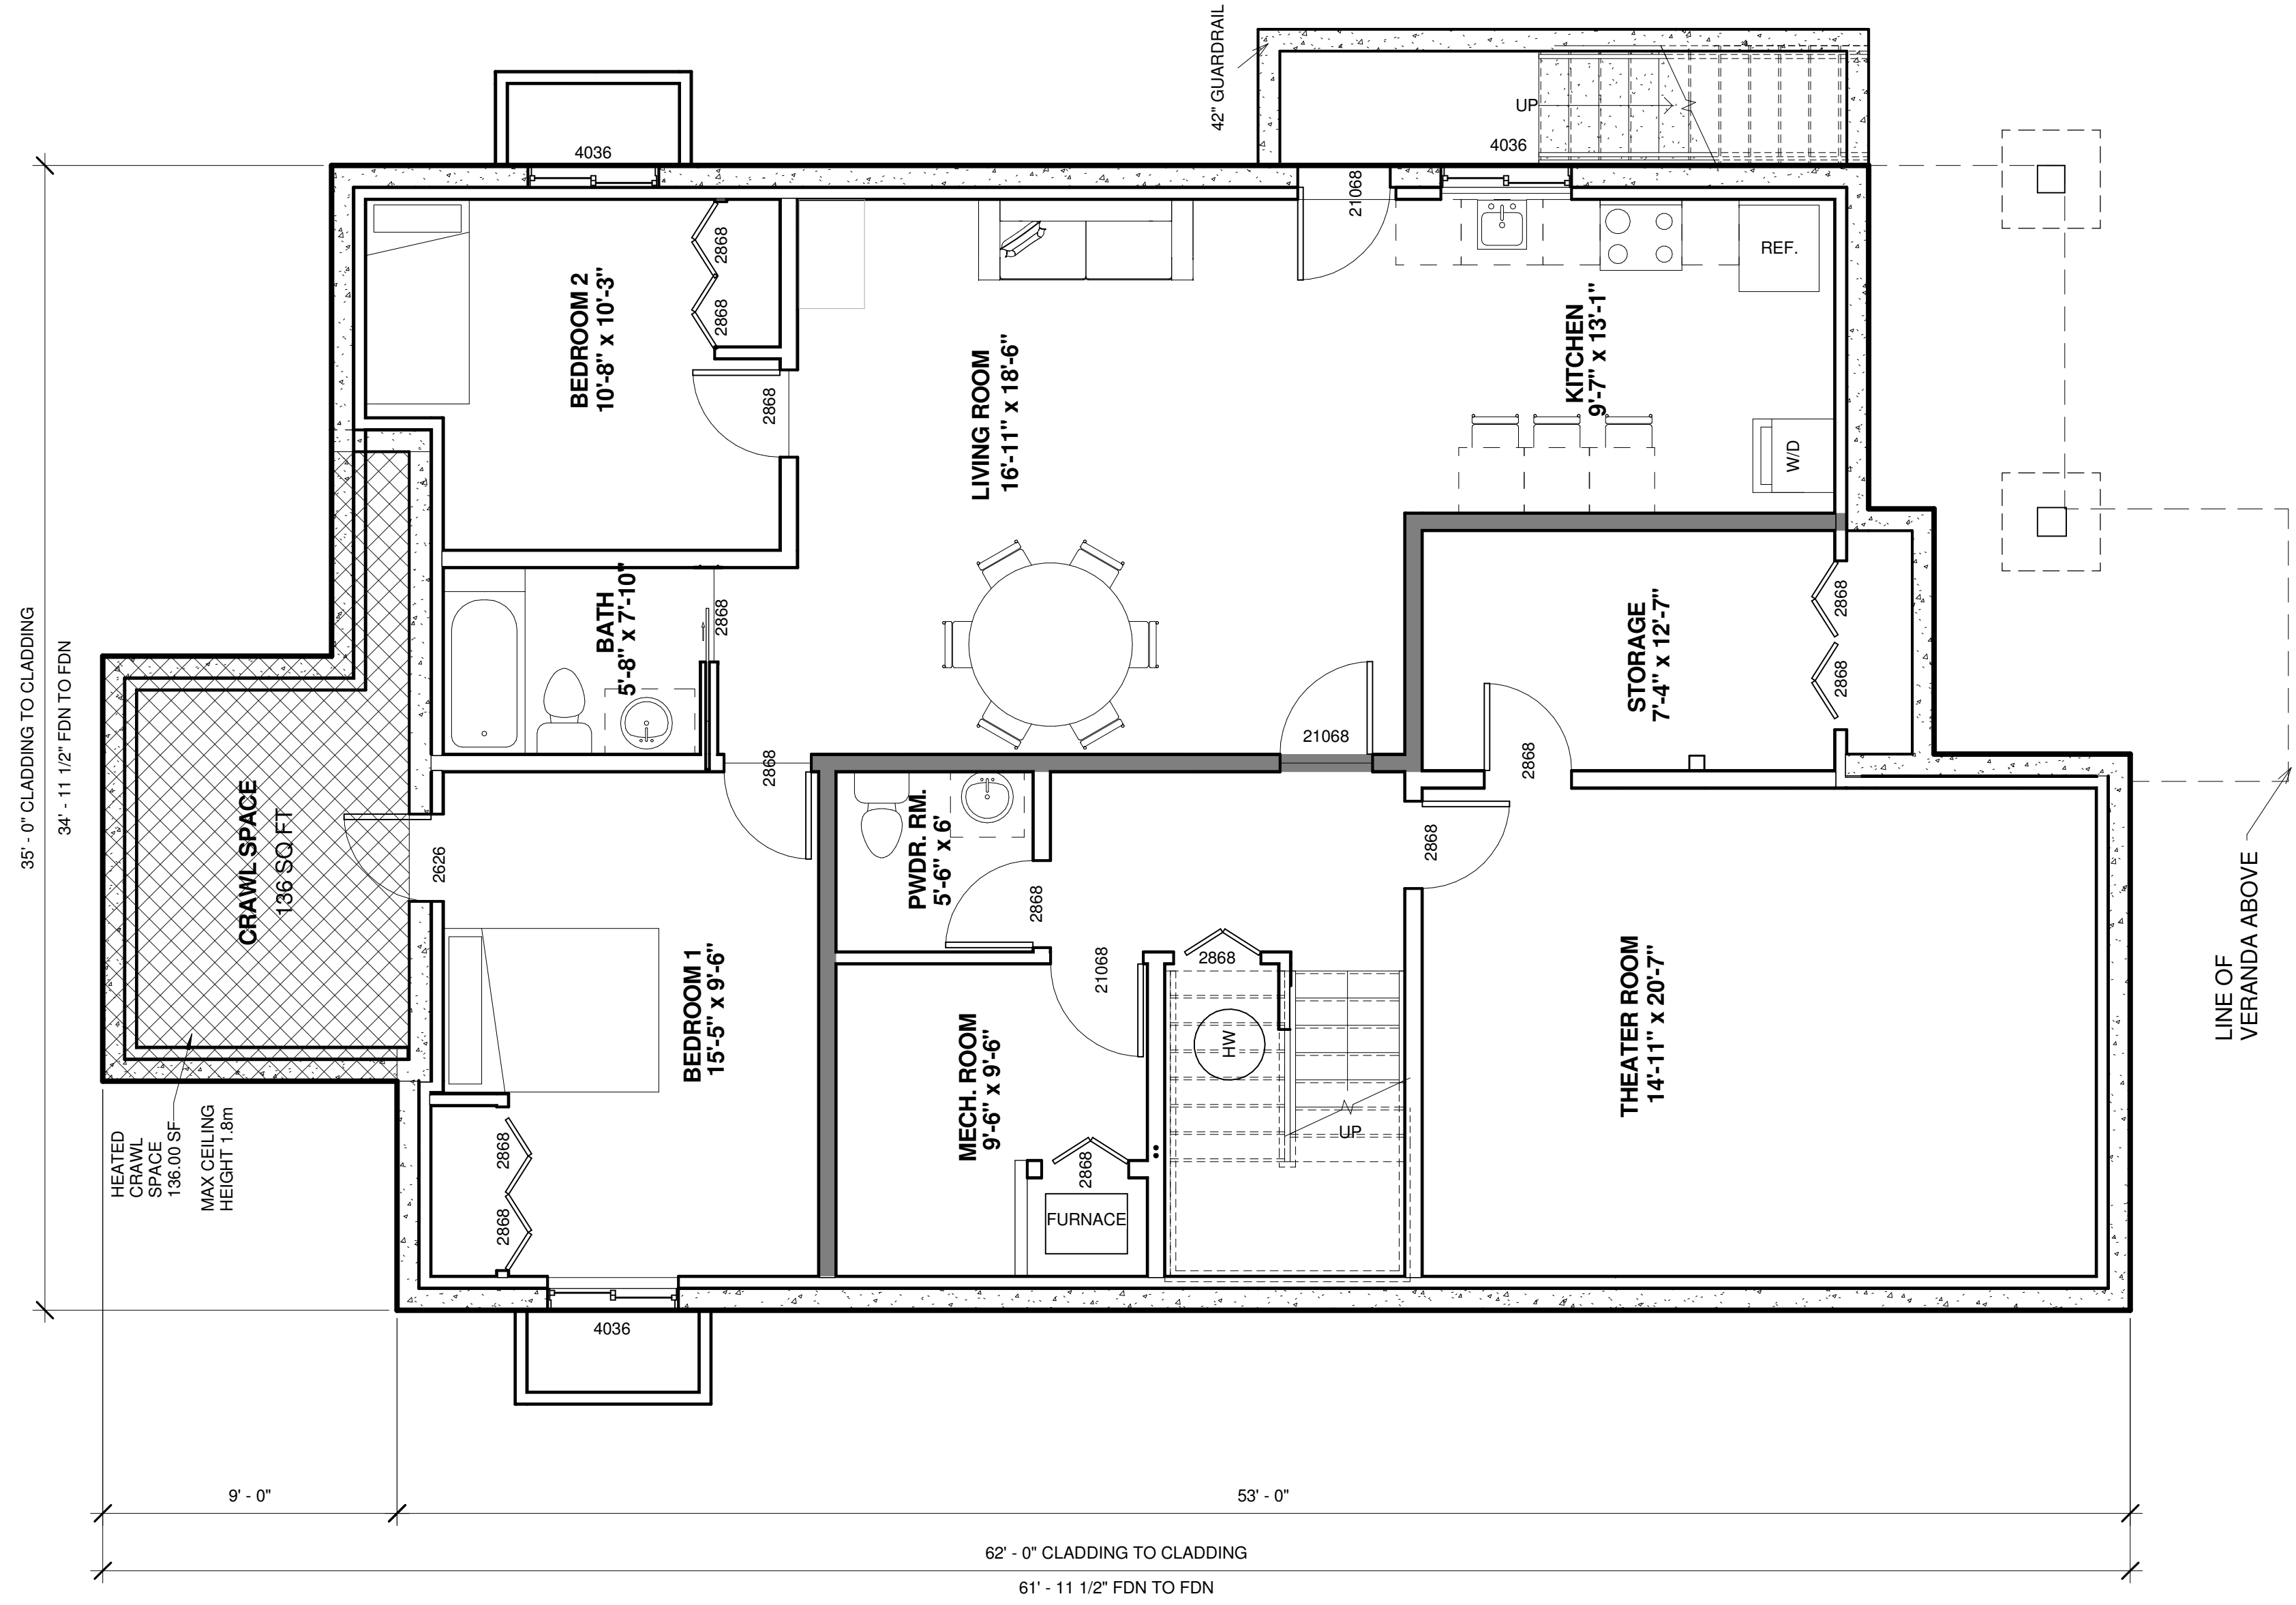 42" GUARDRAIL
UP
4036
4036
21068
2868
2868
REF.
BEDROOM 2
10'-8" x 10'-3"
LIVING ROOM
16'-11" x 18'-6"
KITCHEN
9'-7" x 13'-1"
2868
W/D
BATH
5'-8" x 7'-10"
2868
STORAGE
7'-4" x 12'-7"
2868
2868
35' - 0" CLADDING TO CLADDING
34' - 11 1/2" FDN TO FDN
21068
2868
2868
2868
CRAWL SPACE
136 SQ FT
2626
PWDR. RM.
5'-6" x 6'
2868
LINE OF
VERANDA ABOVE
BEDROOM 1
15'-5" x 9'-6"
21068
2868
HW
THEATER ROOM
14'-11" x 20'-7"
MECH. ROOM
9'-6" x 9'-6"
UP
HEATED
CRAWL
SPACE
136.00 SF
MAX CEILING
HEIGHT 1.8m
2868
2868
2868
FURNACE
4036
9' - 0"
53' - 0"
62' - 0" CLADDING TO CLADDING
61' - 11 1/2" FDN TO FDN